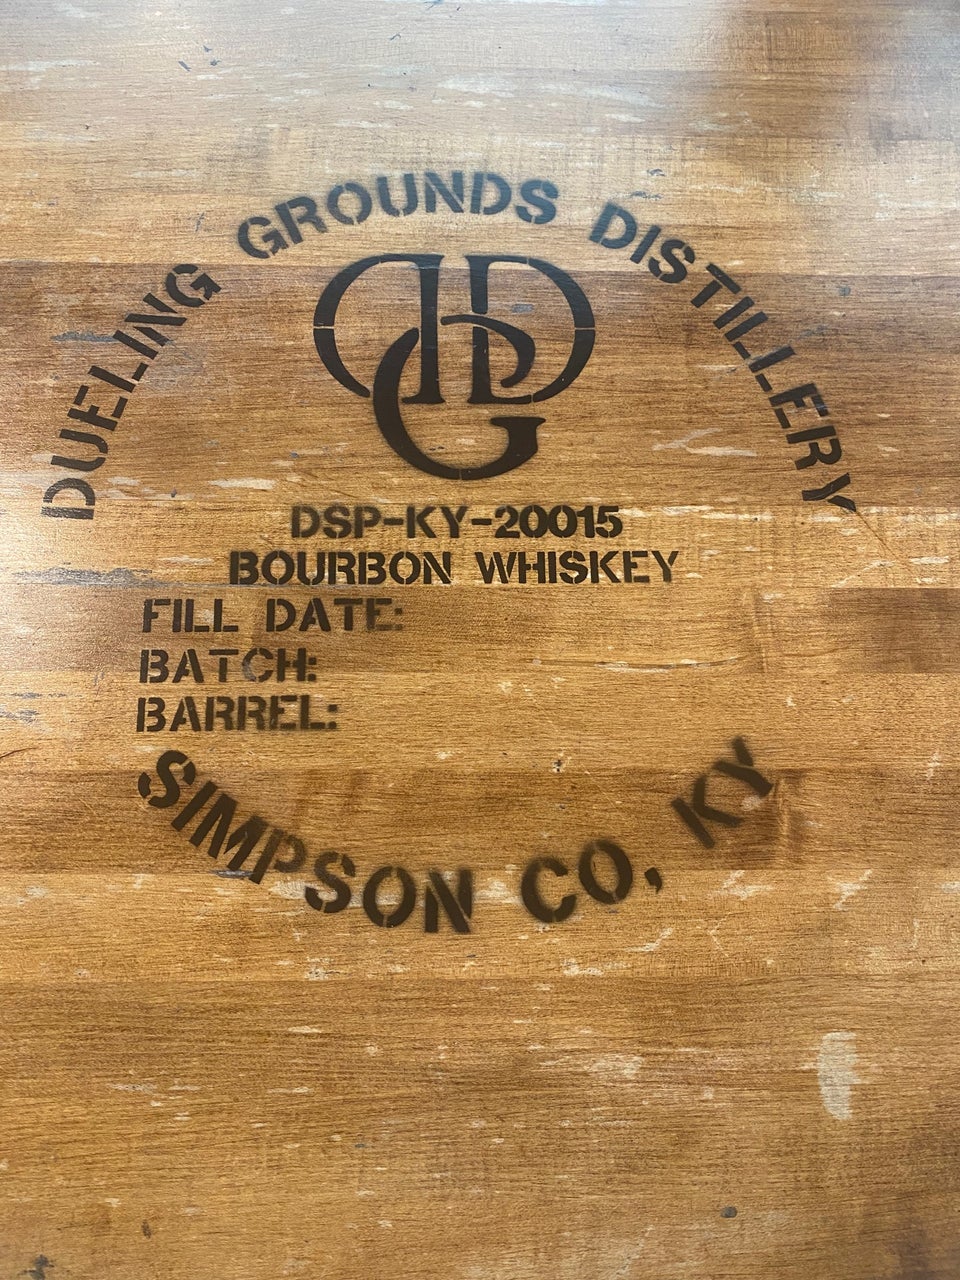 DUELING GROUNDS DISTILLERY
DGD
DSP-KY-20015
BOURBON WHISKEY
FILL DATE:
BATCH:
BARREL:
SIMPSON CO, KY